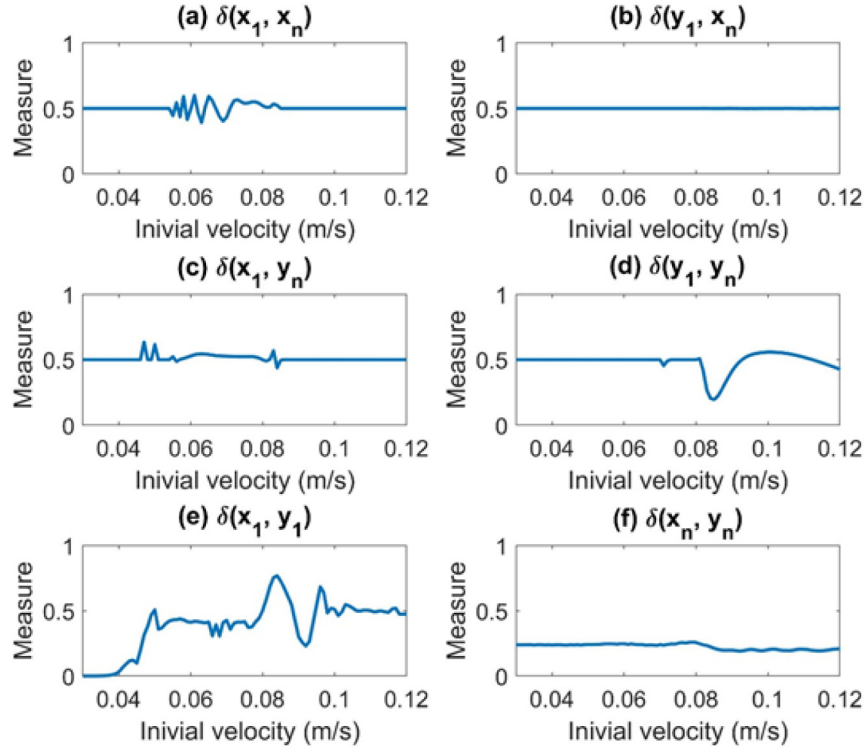 (a) δ(x₁, xₙ)
1
0.5
0
Measure
0.04 0.06 0.08 0.1 0.12
Inivial velocity (m/s)
(b) δ(y₁, xₙ)
1
0.5
0
Measure
0.04 0.06 0.08 0.1 0.12
Inivial velocity (m/s)
(c) δ(x₁, yₙ)
1
0.5
0
Measure
0.04 0.06 0.08 0.1 0.12
Inivial velocity (m/s)
(d) δ(y₁, yₙ)
1
0.5
0
Measure
0.04 0.06 0.08 0.1 0.12
Inivial velocity (m/s)
(e) δ(x₁, y₁)
1
0.5
0
Measure
0.04 0.06 0.08 0.1 0.12
Inivial velocity (m/s)
(f) δ(xₙ, yₙ)
1
0.5
0
Measure
0.04 0.06 0.08 0.1 0.12
Inivial velocity (m/s)